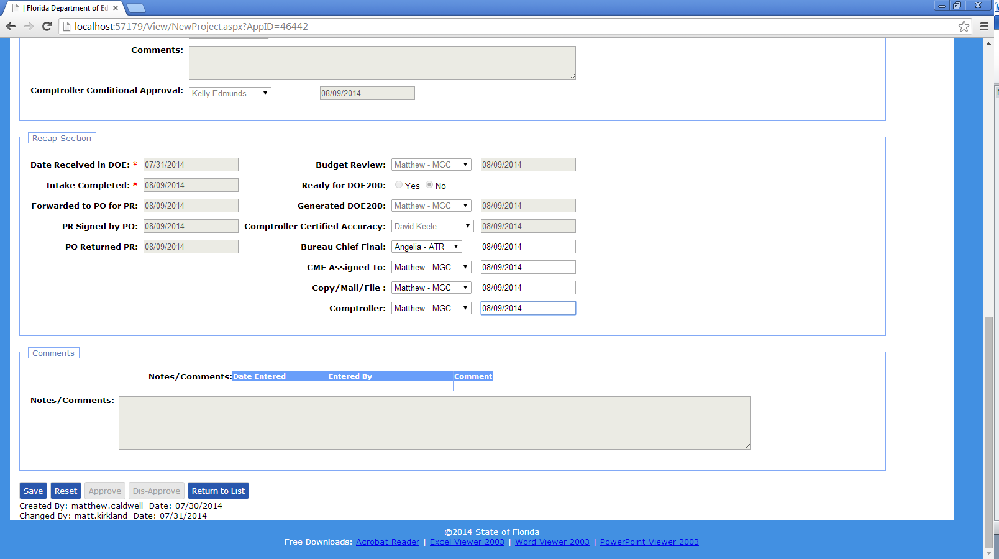 | Florida Department of Ed
localhost:57179/View/NewProject.aspx?AppID=46442
Comments:
Comptroller Conditional Approval: Kelly Edmunds 08/09/2014
Recap Section
Date Received in DOE: * 07/31/2014 Budget Review: Matthew - MGC 08/09/2014
Intake Completed: * 08/09/2014 Ready for DOE200: Yes No
Forwarded to PO for PR: 08/09/2014 Generated DOE200: Matthew - MGC 08/09/2014
PR Signed by PO: 08/09/2014 Comptroller Certified Accuracy: David Keele 08/09/2014
PO Returned PR: 08/09/2014 Bureau Chief Final: Angelia - ATR 08/09/2014
CMF Assigned To: Matthew - MGC 08/09/2014
Copy/Mail/File : Matthew - MGC 08/09/2014
Comptroller: Matthew - MGC 08/09/2014
Comments
Notes/Comments: Date Entered Entered By Comment
Notes/Comments:
Save Reset Approve Dis-Approve Return to List
Created By: matthew.caldwell Date: 07/30/2014
Changed By: matt.kirkland Date: 07/31/2014
©2014 State of Florida
Free Downloads: Acrobat Reader | Excel Viewer 2003 | Word Viewer 2003 | PowerPoint Viewer 2003